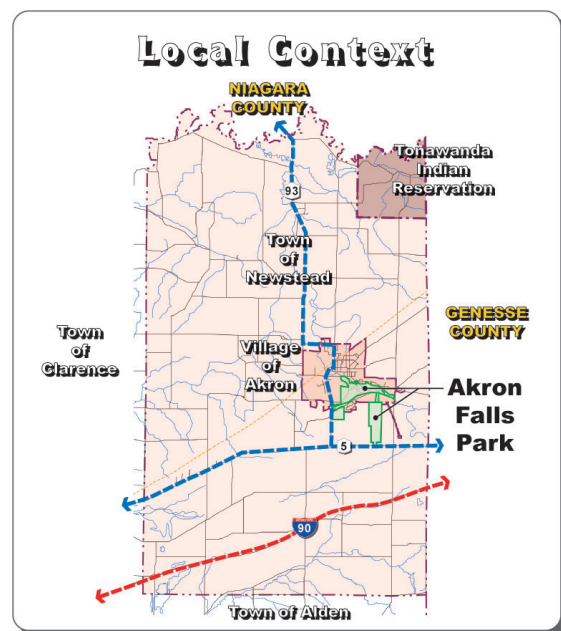 Local Context
NIAGARA
COUNTY
Tonawanda
Indian
Reservation
93
Town
of
Newstead
GENESSE
COUNTY
Town
of
Clarence
Village
of
Akron
Akron
Falls
Park
5
90
Town of Alden